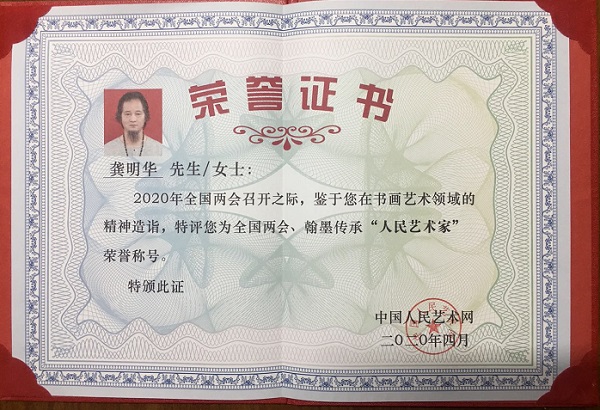 荣誉证书
龚明华 先生/女士：
2020年全国两会召开之际，鉴于您在书画艺术领域的
精神造诣，特评您为全国两会、翰墨传承“人民艺术家”
荣誉称号。
特颁此证
中国人民艺术网
二〇二〇年四月